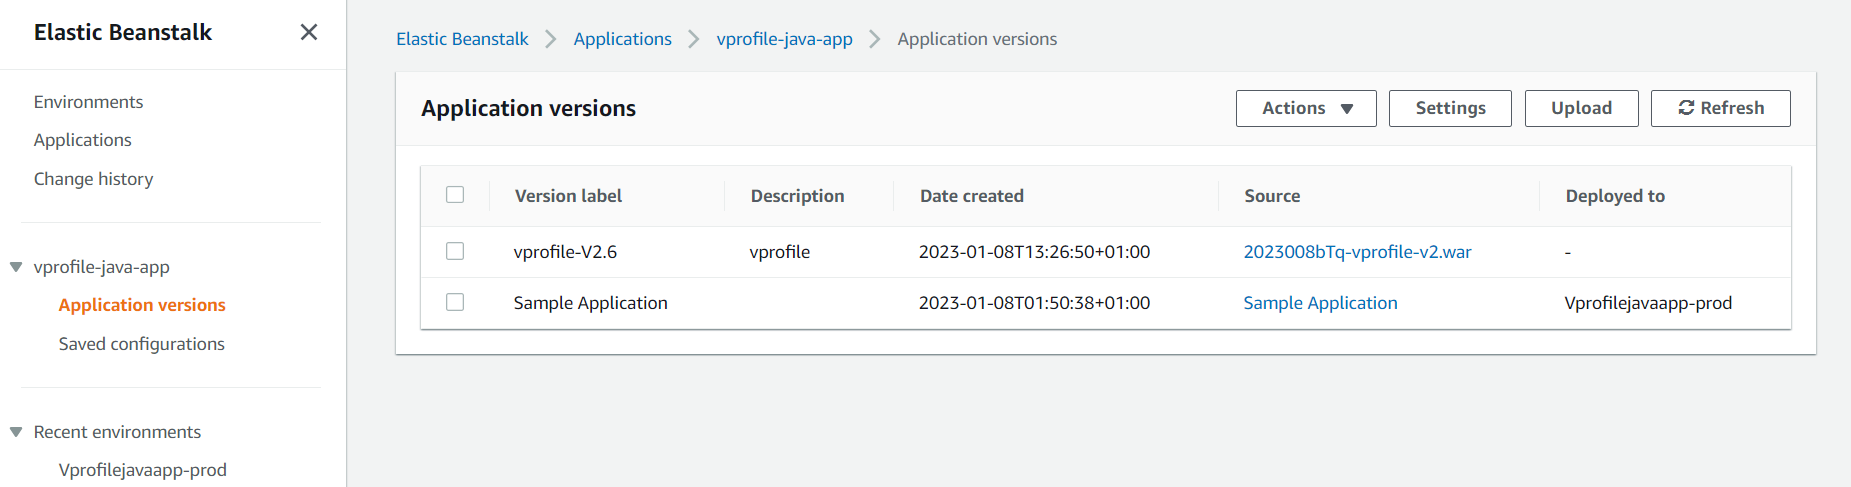 Elastic Beanstalk
Environments
Applications
Change history
vprofile-java-app
Application versions
Saved configurations
Recent environments
Vprofilejavaapp-prod
Elastic Beanstalk > Applications > vprofile-java-app > Application versions
Application versions
Actions Settings Upload Refresh
Version label Description Date created Source Deployed to
vprofile-V2.6 vprofile 2023-01-08T13:26:50+01:00 2023008bTq-vprofile-v2.war -
Sample Application 2023-01-08T01:50:38+01:00 Sample Application Vprofilejavaapp-prod